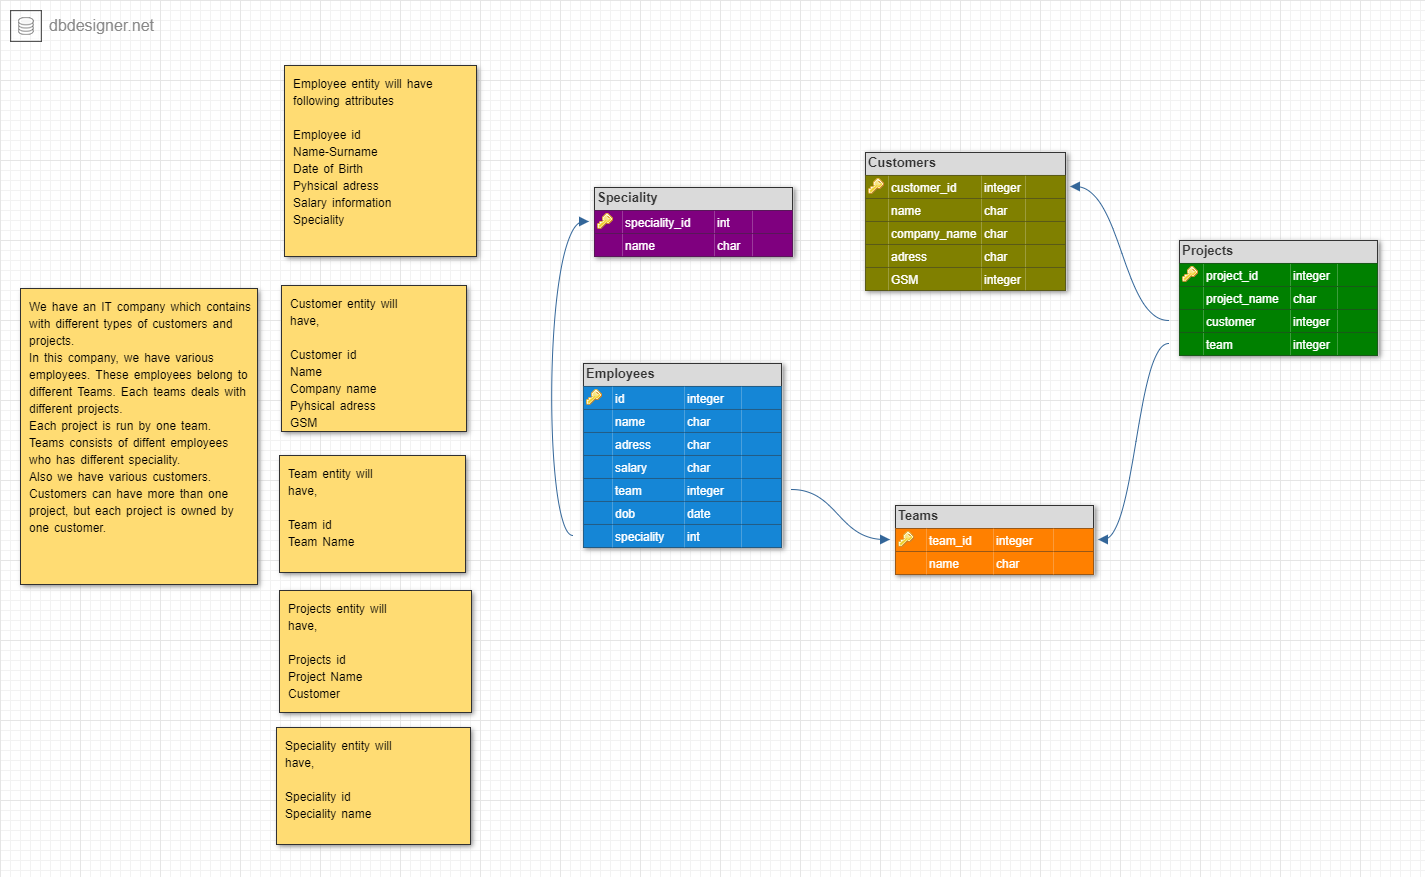 dbdesigner.net
Employee entity will have
following attributes
Employee id
Name-Surname
Date of Birth
Pyhsical adress
Salary information
Speciality
We have an IT company which contains
with different types of customers and
projects.
In this company, we have various
employees. These employees belong to
different Teams. Each teams deals with
different projects.
Each project is run by one team.
Teams consists of diffent employees
who has different speciality.
Also we have various customers.
Customers can have more than one
project, but each project is owned by
one customer.
Customer entity will
have,
Customer id
Name
Company name
Pyhsical adress
GSM
Team entity will
have,
Team id
Team Name
Projects entity will
have,
Projects id
Project Name
Customer
Speciality entity will
have,
Speciality id
Speciality name
Speciality
speciality_id int
name char
Employees
id integer
name char
adress char
salary char
team integer
dob date
speciality int
Customers
customer_id integer
name char
company_name char
adress char
GSM integer
Teams
team_id integer
name char
Projects
project_id integer
project_name char
customer integer
team integer